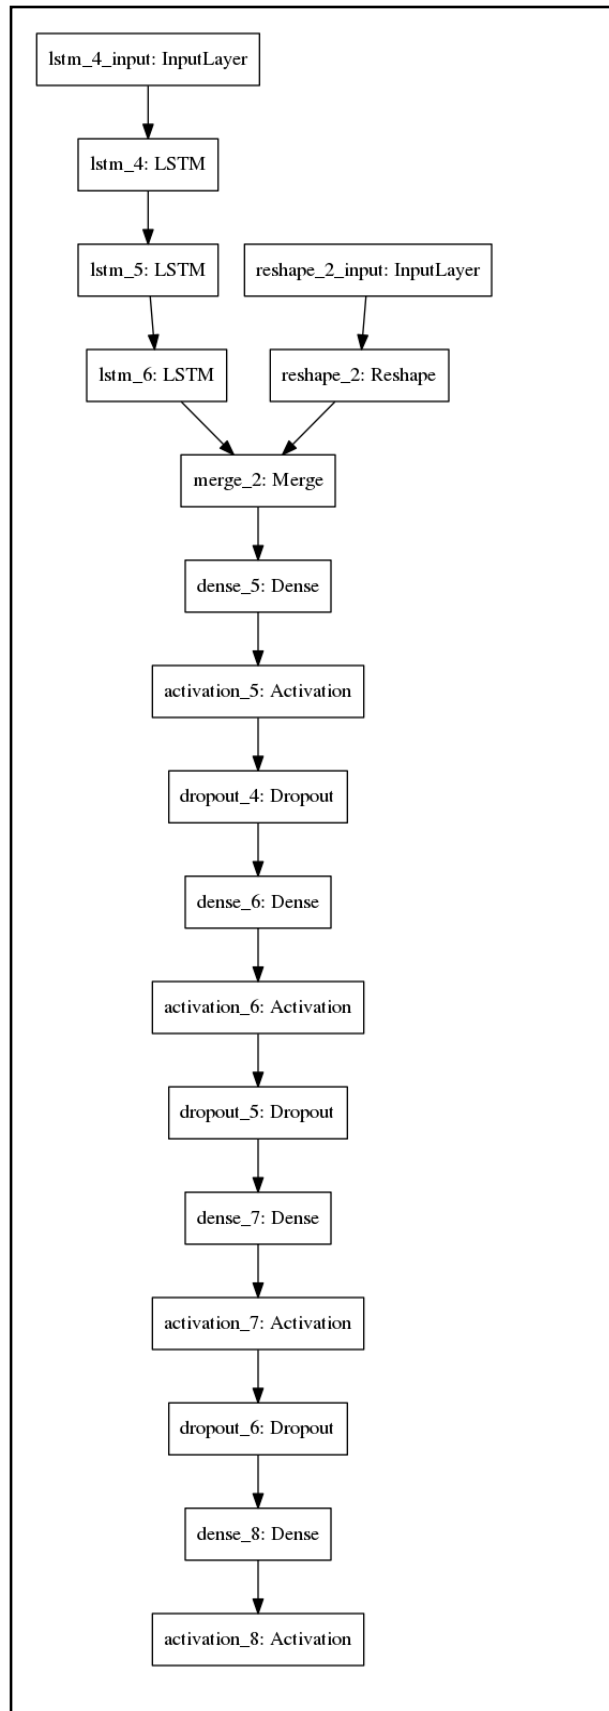 lstm_4_input: InputLayer
lstm_4: LSTM
lstm_5: LSTM
reshape_2_input: InputLayer
lstm_6: LSTM
reshape_2: Reshape
merge_2: Merge
dense_5: Dense
activation_5: Activation
dropout_4: Dropout
dense_6: Dense
activation_6: Activation
dropout_5: Dropout
dense_7: Dense
activation_7: Activation
dropout_6: Dropout
dense_8: Dense
activation_8: Activation